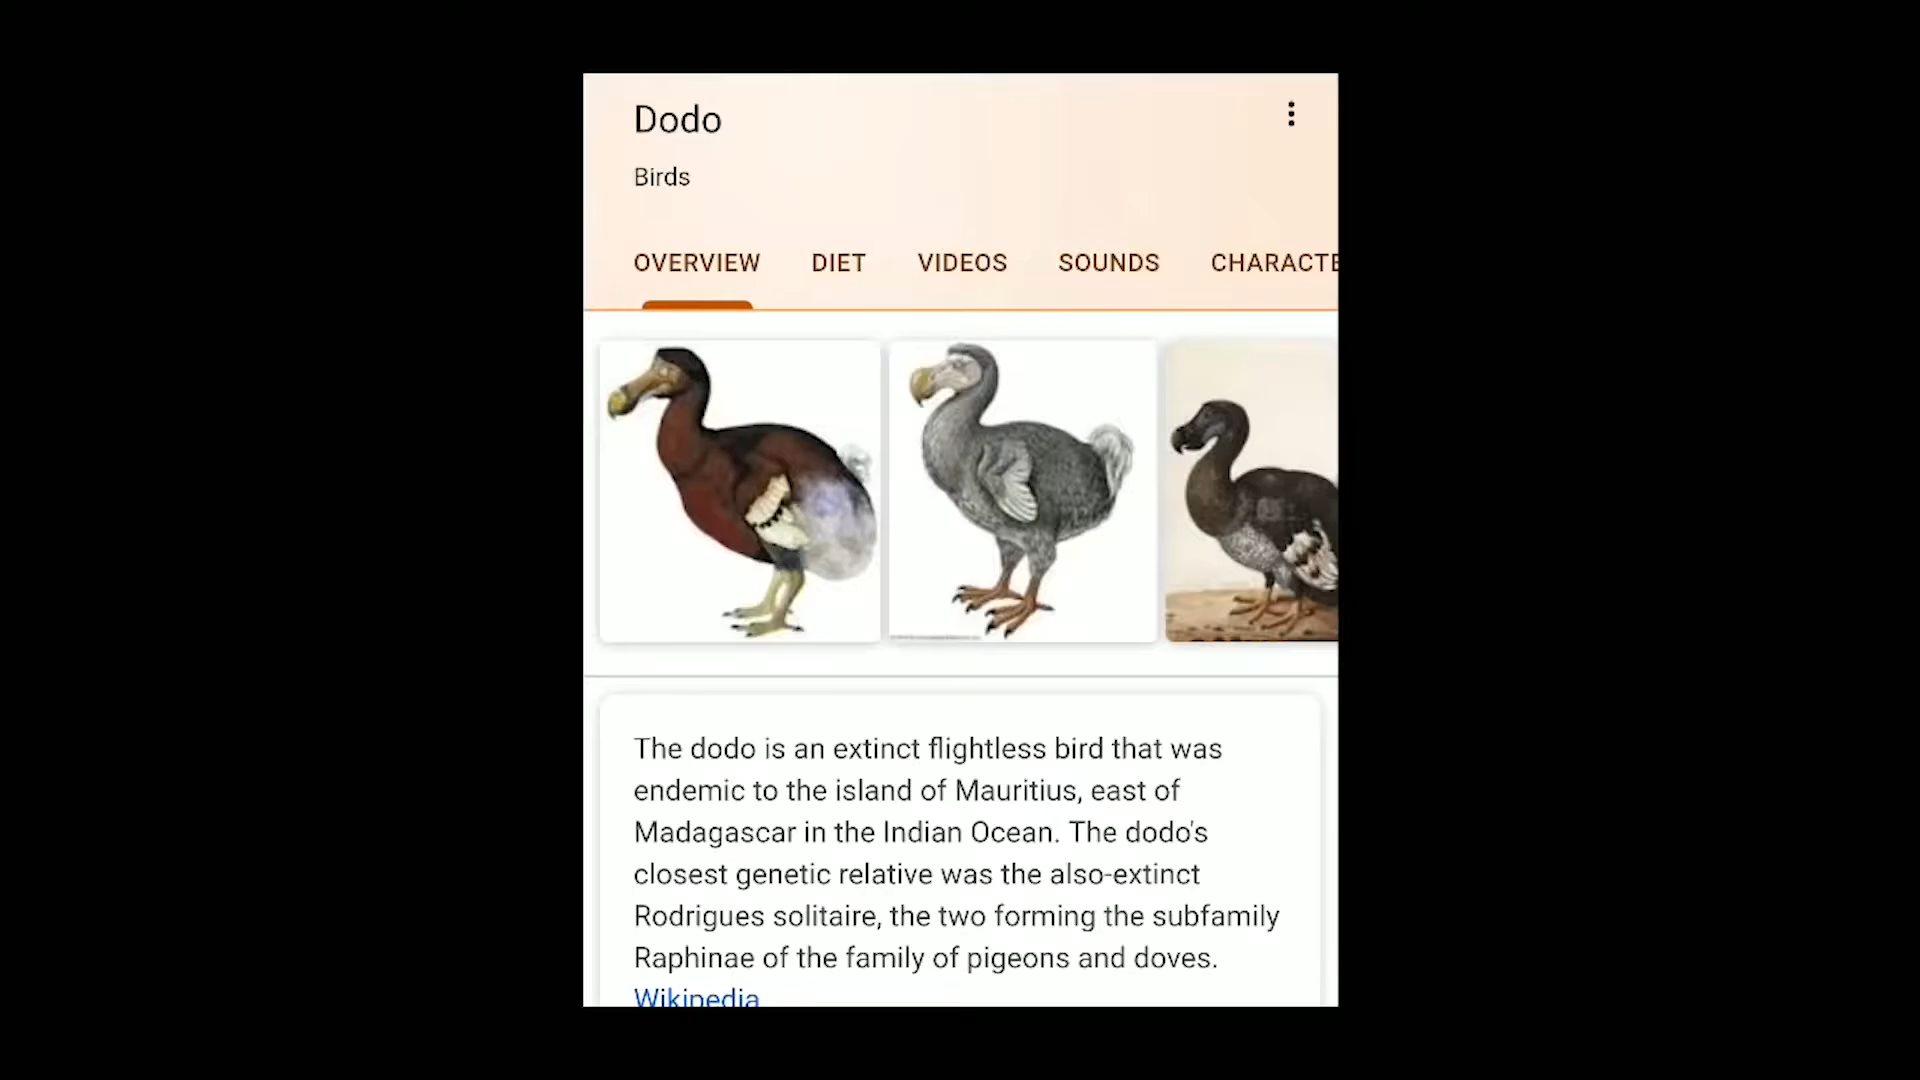 Dodo
Birds
OVERVIEW DIET VIDEOS SOUNDS CHARACTE
The dodo is an extinct flightless bird that was
endemic to the island of Mauritius, east of
Madagascar in the Indian Ocean. The dodo's
closest genetic relative was the also-extinct
Rodrigues solitaire, the two forming the subfamily
Raphinae of the family of pigeons and doves.
Wikipedia